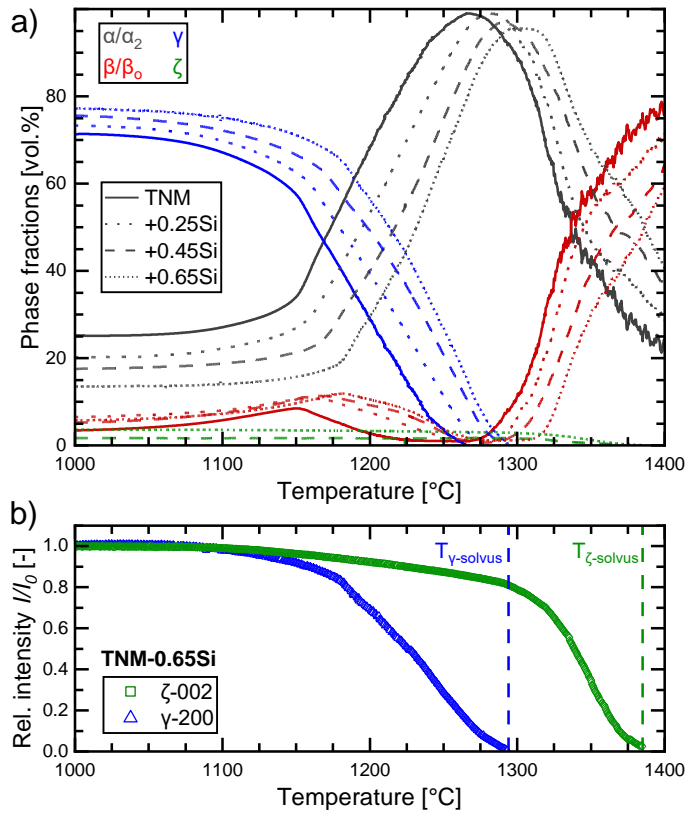 a)
α/α₂ γ
β/βₒ ζ
Phase fractions [vol.%]
80
60
40
20
0
TNM
+0.25Si
+0.45Si
+0.65Si
1000 1100 1200 1300 1400
Temperature [°C]
b)
Rel. intensity I/I₀ [-]
1.0
0.8
0.6
0.4
0.2
0.0
Tγ-solvus Tζ-solvus
TNM-0.65Si
ζ-002
γ-200
1000 1100 1200 1300 1400
Temperature [°C]